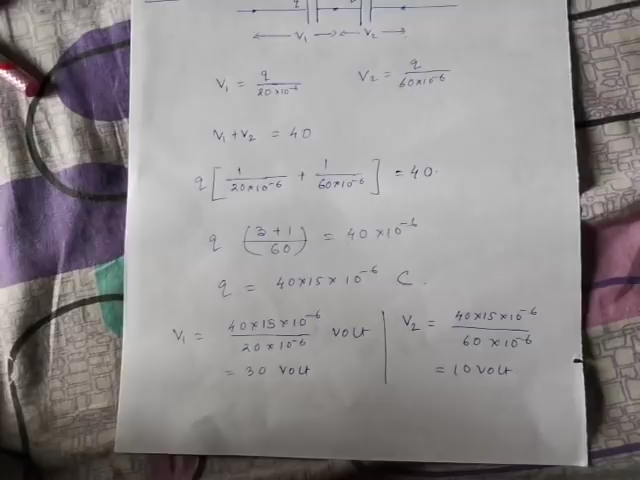 q
V₁ V₂
V₁ = q / 20×10⁻⁶ V₂ = q / 60×10⁻⁶
V₁+V₂ = 40
q [ 1 / 20×10⁻⁶ + 1 / 60×10⁻⁶ ] = 40.
q ( 3+1 / 60 ) = 40×10⁻⁶
q = 40×15×10⁻⁶ C.
V₁ = 40×15×10⁻⁶ / 20×10⁻⁶ volt
= 30 volt
V₂ = 40×15×10⁻⁶ / 60×10⁻⁶
= 10 volt